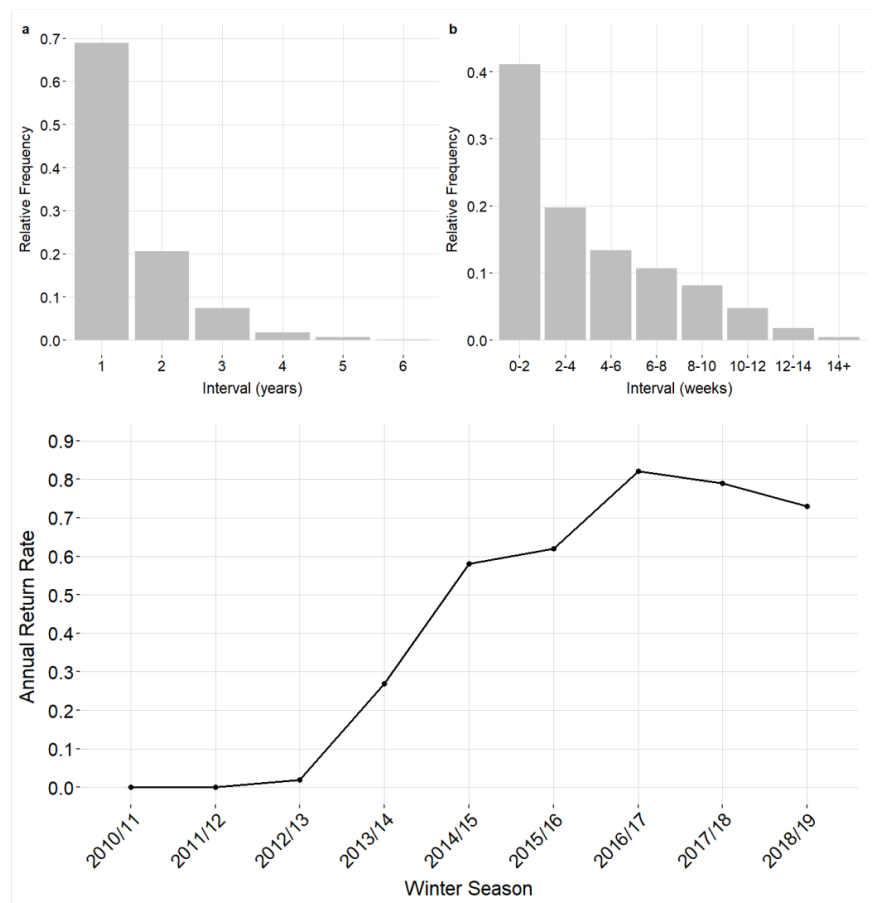 a
0.7
0.6
0.5
0.4
0.3
0.2
0.1
0.0
Relative Frequency
1 2 3 4 5 6
Interval (years)
b
0.4
0.3
0.2
0.1
0.0
Relative Frequency
0-2 2-4 4-6 6-8 8-10 10-12 12-14 14+
Interval (weeks)
0.9
0.8
0.7
0.6
0.5
0.4
0.3
0.2
0.1
0.0
Annual Return Rate
2010/11 2011/12 2012/13 2013/14 2014/15 2015/16 2016/17 2017/18 2018/19
Winter Season